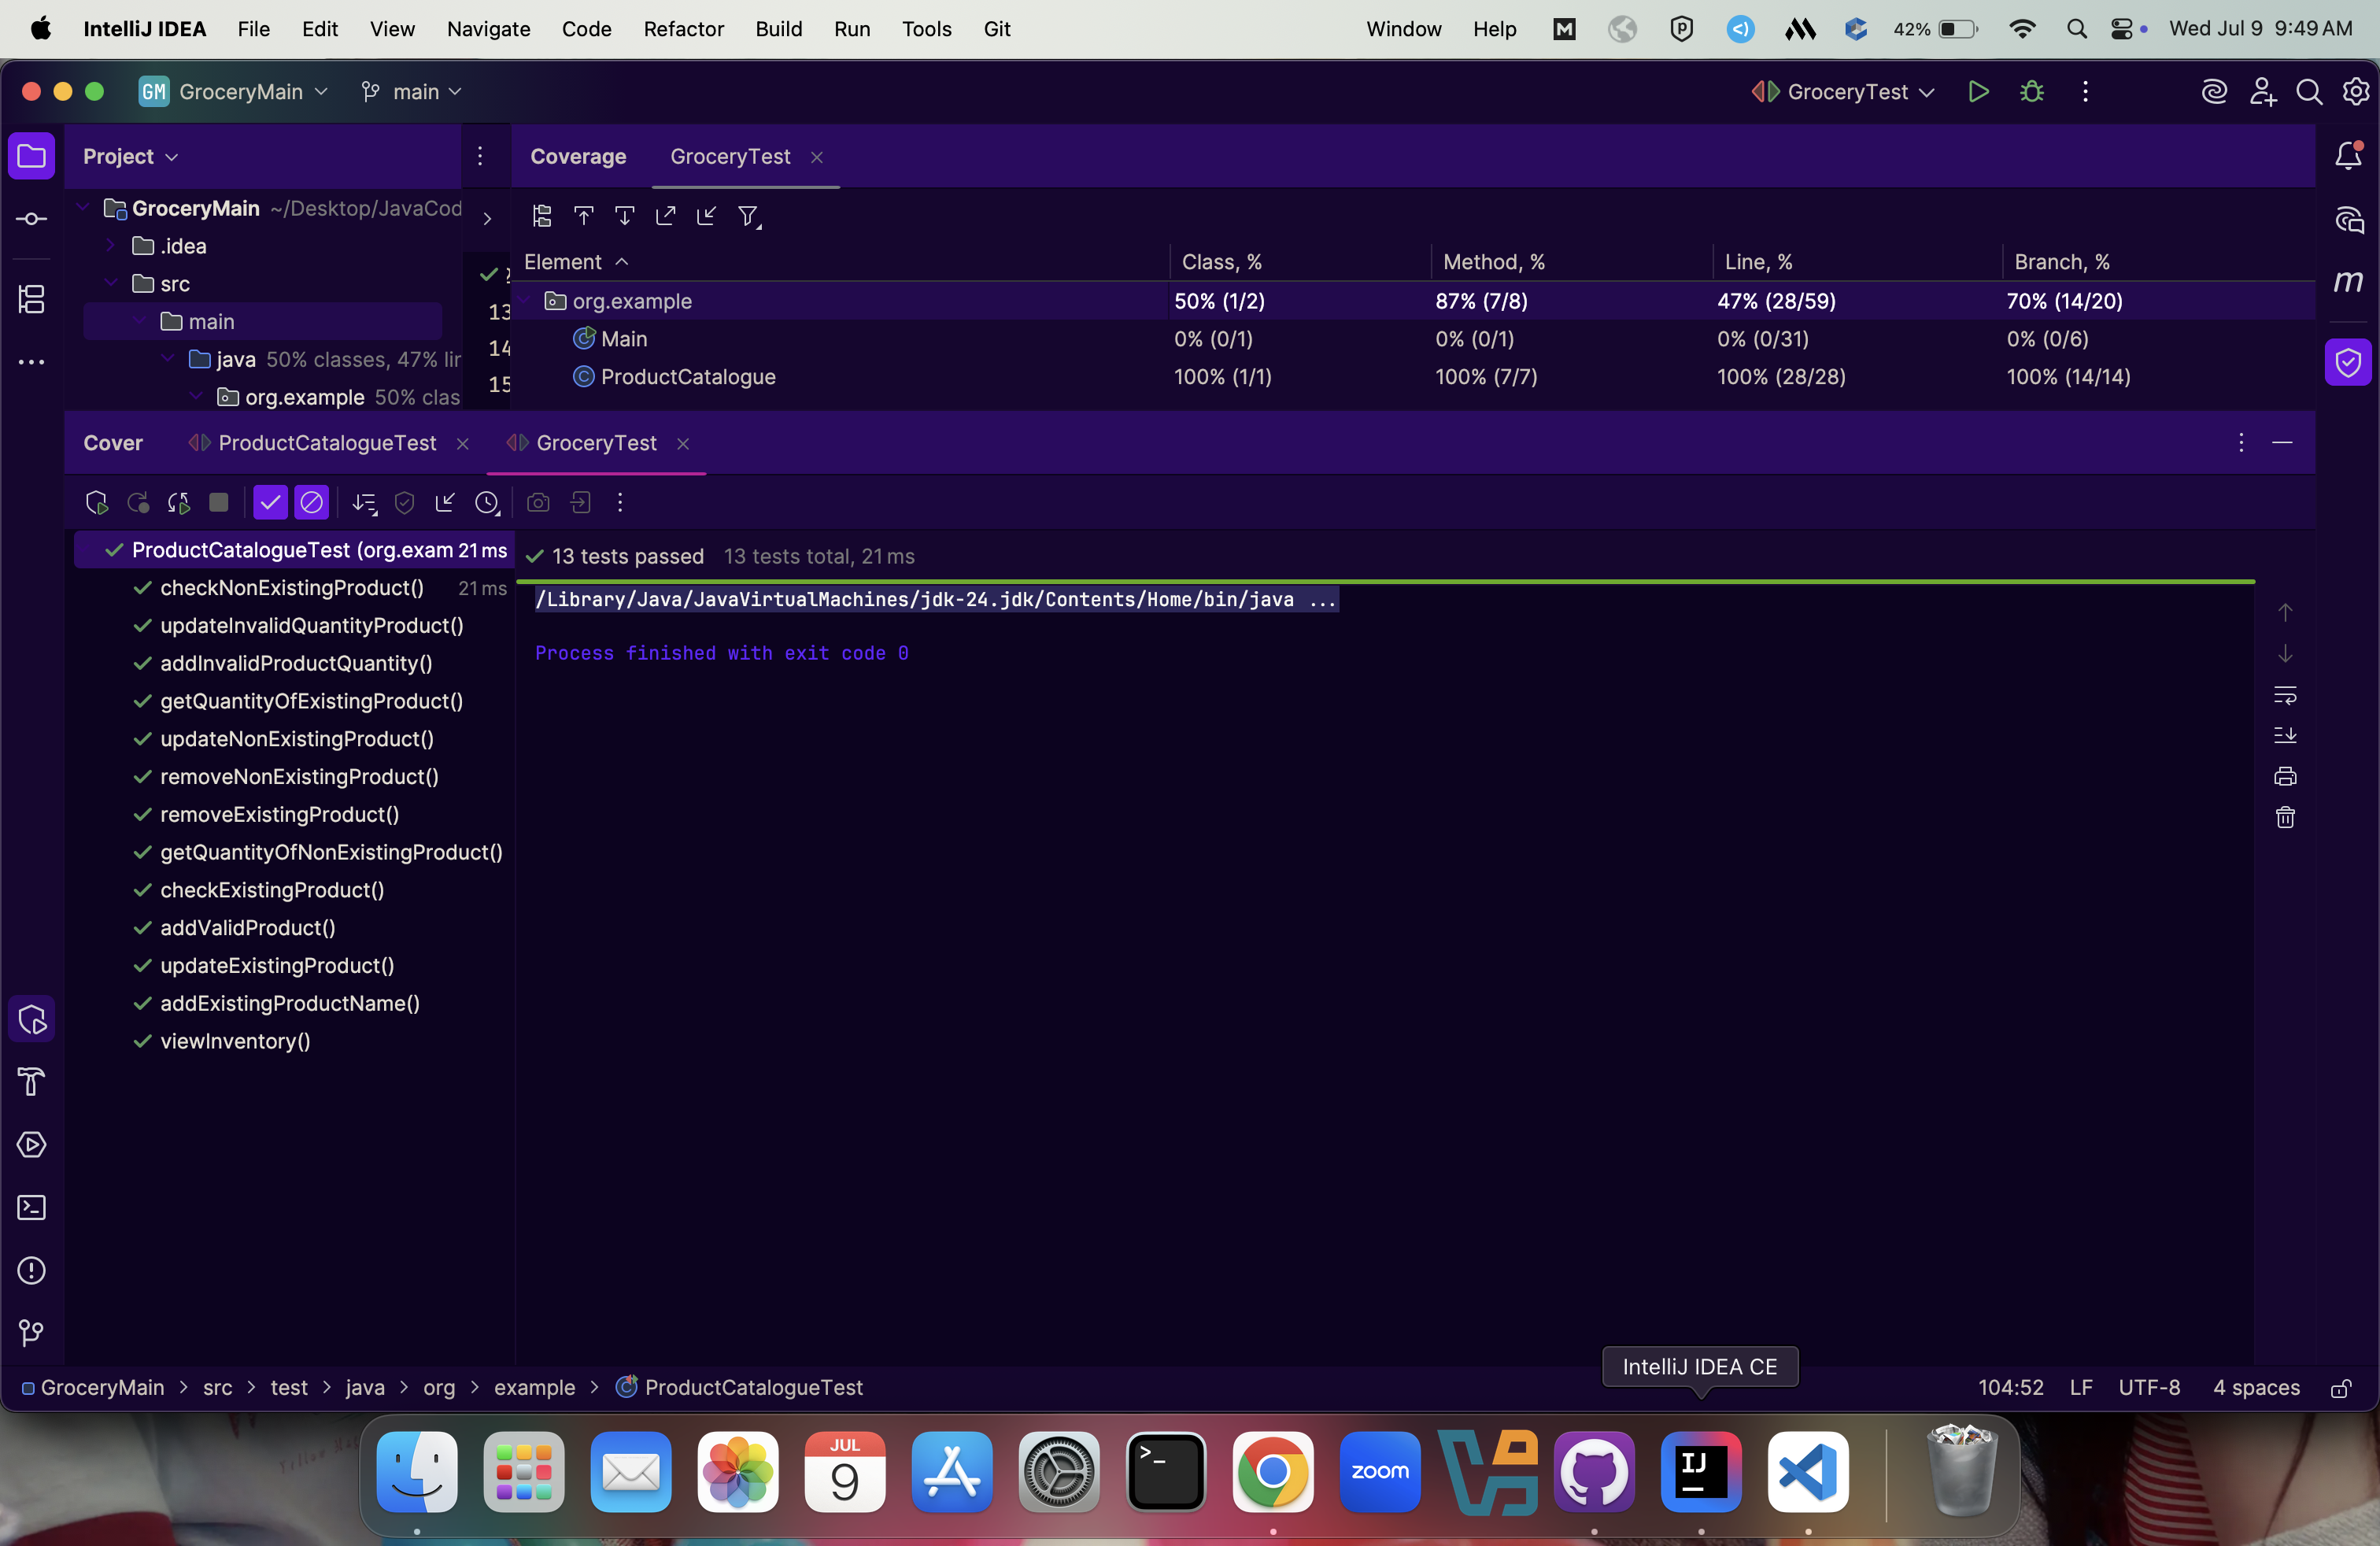 IntelliJ IDEA File Edit View Navigate Code Refactor Build Run Tools Git Window Help 42% Wed Jul 9 9:49 AM
GM GroceryMain main GroceryTest
Project Coverage GroceryTest
GroceryMain ~/Desktop/JavaCod
.idea
src
main
java 50% classes, 47% lir
org.example 50% clas
13
14
15
Element Class, % Method, % Line, % Branch, %
org.example 50% (1/2) 87% (7/8) 47% (28/59) 70% (14/20)
Main 0% (0/1) 0% (0/1) 0% (0/31) 0% (0/6)
ProductCatalogue 100% (1/1) 100% (7/7) 100% (28/28) 100% (14/14)
Cover ProductCatalogueTest GroceryTest
ProductCatalogueTest (org.exam 21 ms
checkNonExistingProduct() 21 ms
updateInvalidQuantityProduct()
addInvalidProductQuantity()
getQuantityOfExistingProduct()
updateNonExistingProduct()
removeNonExistingProduct()
removeExistingProduct()
getQuantityOfNonExistingProduct()
checkExistingProduct()
addValidProduct()
updateExistingProduct()
addExistingProductName()
viewInventory()
13 tests passed 13 tests total, 21 ms
/Library/Java/JavaVirtualMachines/jdk-24.jdk/Contents/Home/bin/java ...
Process finished with exit code 0
IntelliJ IDEA CE
GroceryMain > src > test > java > org > example > ProductCatalogueTest 104:52 LF UTF-8 4 spaces
JUL
9
>_
zoom
IJ